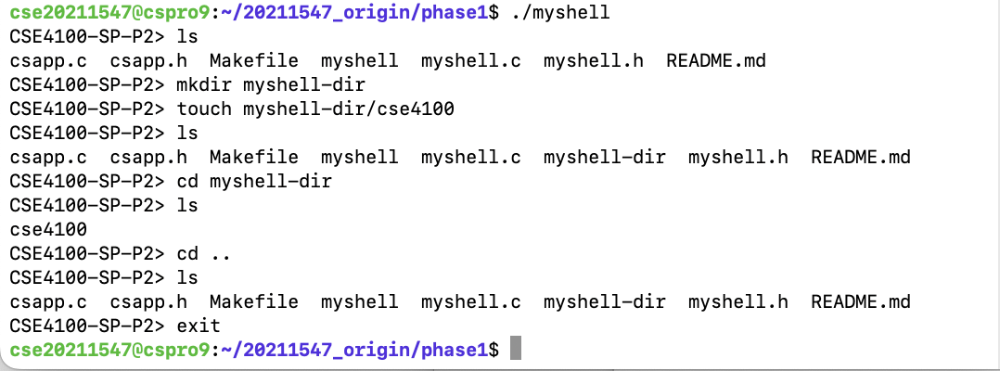 cse20211547@cspro9:~/20211547_origin/phase1$ ./myshell
CSE4100-SP-P2> ls
csapp.c  csapp.h  Makefile  myshell  myshell.c  myshell.h  README.md
CSE4100-SP-P2> mkdir myshell-dir
CSE4100-SP-P2> touch myshell-dir/cse4100
CSE4100-SP-P2> ls
csapp.c  csapp.h  Makefile  myshell  myshell.c  myshell-dir  myshell.h  README.md
CSE4100-SP-P2> cd myshell-dir
CSE4100-SP-P2> ls
cse4100
CSE4100-SP-P2> cd ..
CSE4100-SP-P2> ls
csapp.c  csapp.h  Makefile  myshell  myshell.c  myshell-dir  myshell.h  README.md
CSE4100-SP-P2> exit
cse20211547@cspro9:~/20211547_origin/phase1$